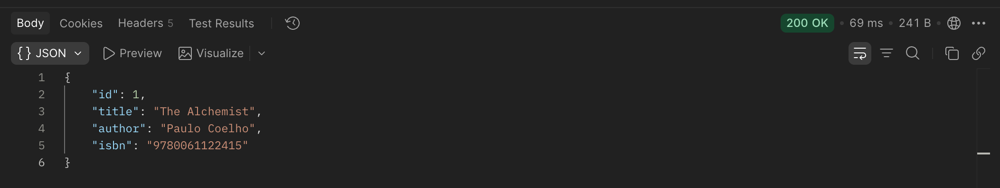 Body Cookies Headers 5 Test Results 200 OK • 69 ms • 241 B •
{} JSON Preview Visualize
1 {
2 "id": 1,
3 "title": "The Alchemist",
4 "author": "Paulo Coelho",
5 "isbn": "9780061122415"
6 }